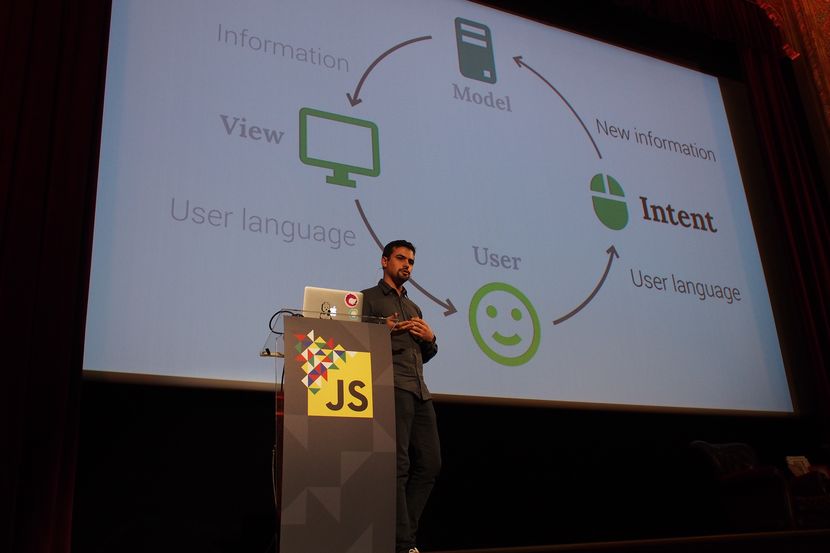 Information
Model
New information
View
Intent
User language
User
User language
JS